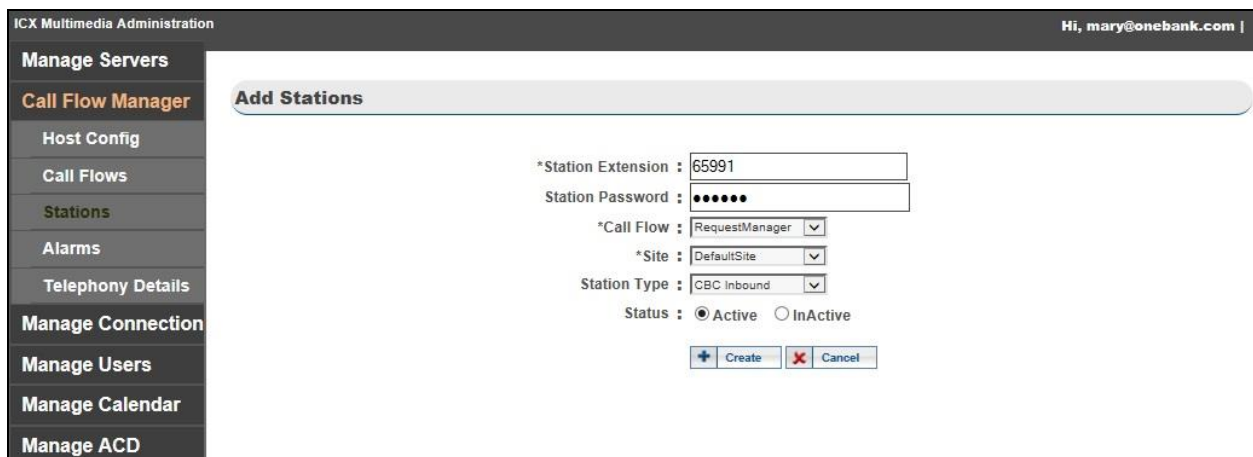 ICX Multimedia Administration
Hi, mary@onebank.com |
Manage Servers
Call Flow Manager
Host Config
Call Flows
Stations
Alarms
Telephony Details
Manage Connection
Manage Users
Manage Calendar
Manage ACD
Add Stations
*Station Extension : 65991
Station Password : ●●●●●●
*Call Flow : RequestManager
*Site : DefaultSite
Station Type : CBC Inbound
Status : Active InActive
Create Cancel